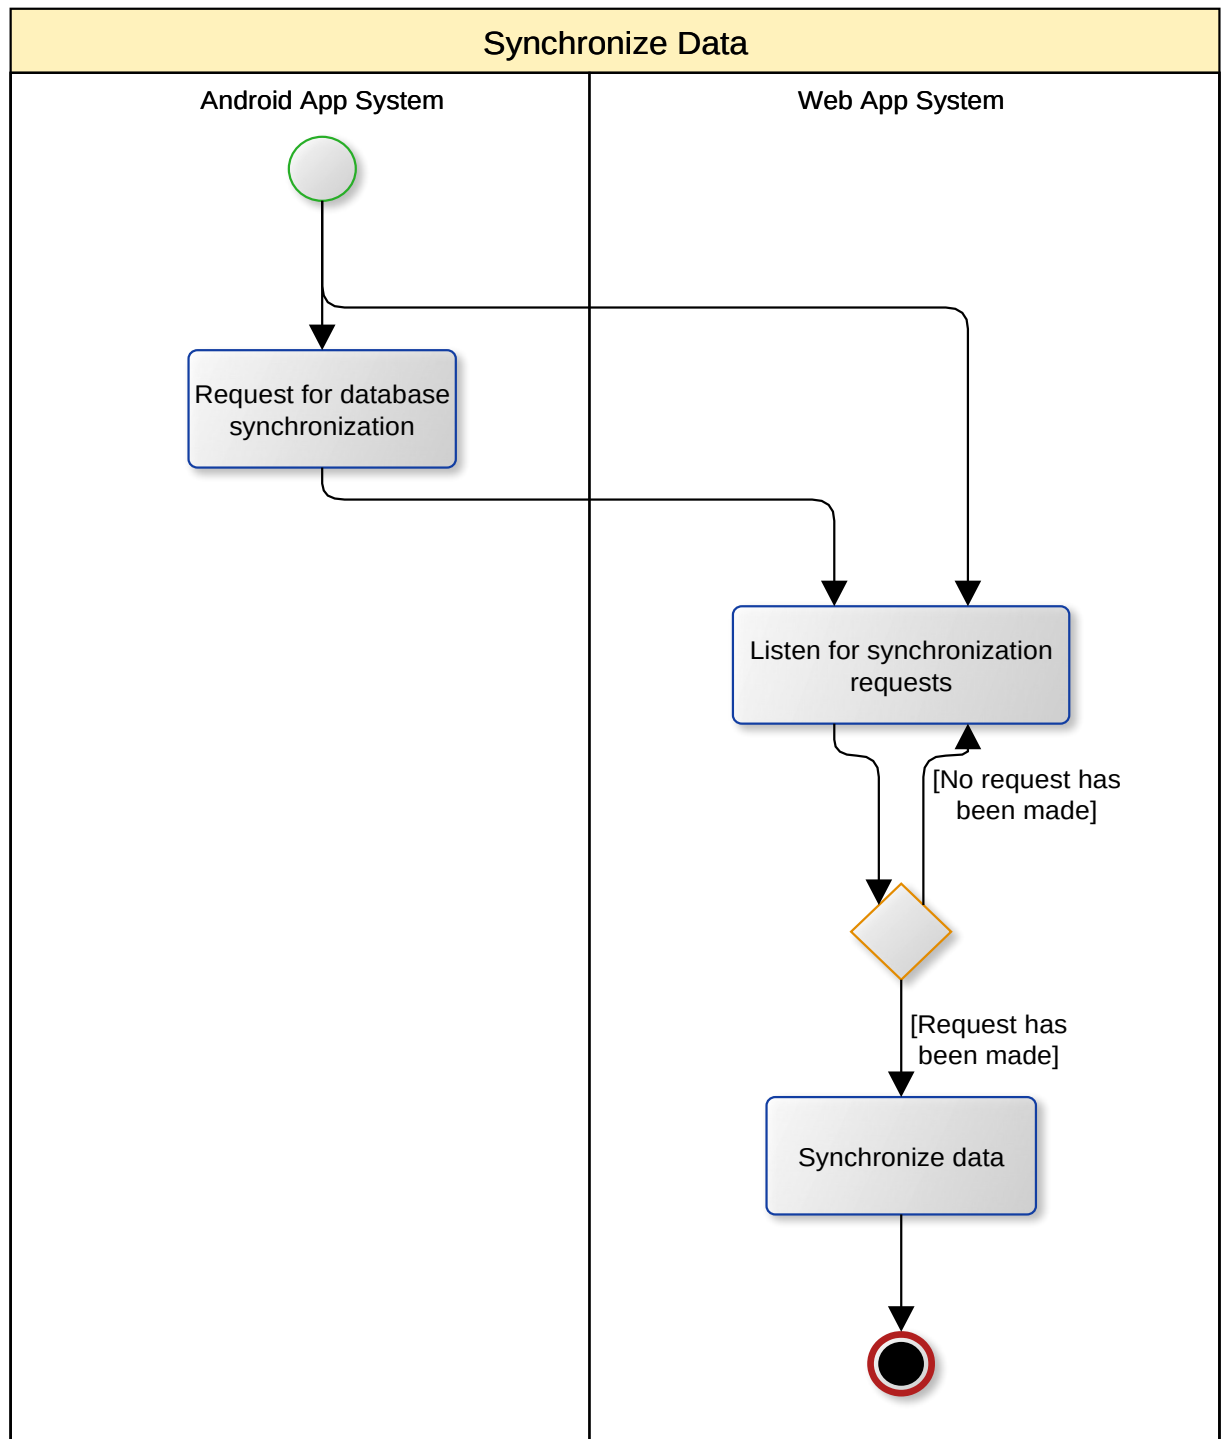 Synchronize Data
Android App System
Web App System
Request for database
synchronization
Listen for synchronization
requests
[No request has
been made]
[Request has
been made]
Synchronize data